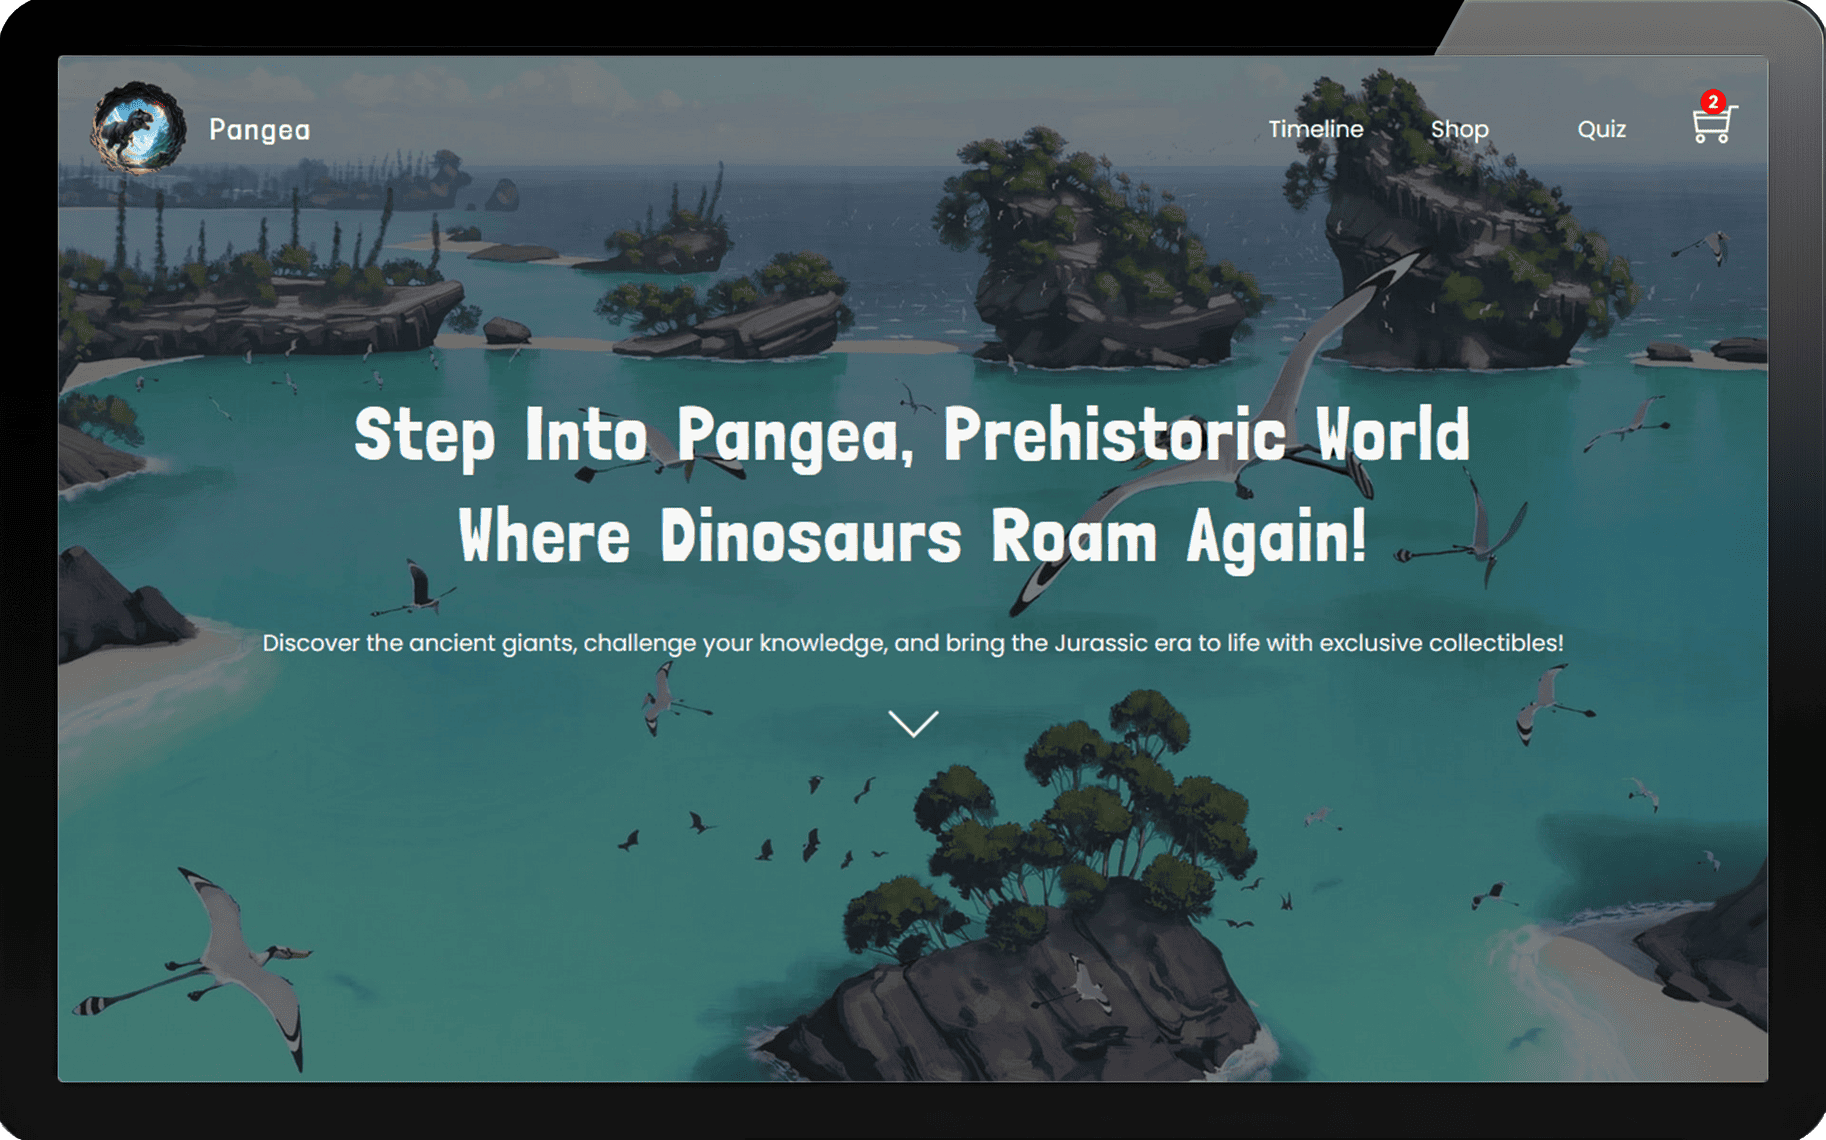 Pangea
Timeline Shop Quiz 2
Step Into Pangea, Prehistoric World
Where Dinosaurs Roam Again!
Discover the ancient giants, challenge your knowledge, and bring the Jurassic era to life with exclusive collectibles!